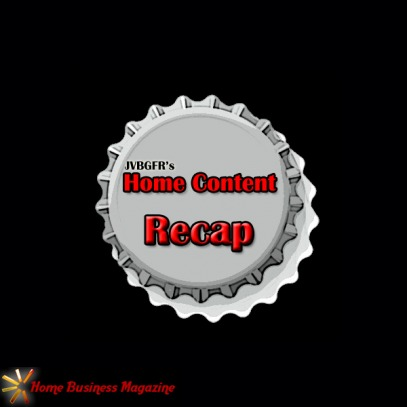 JVBGFR's
Home Content
Recap
Home Business Magazine